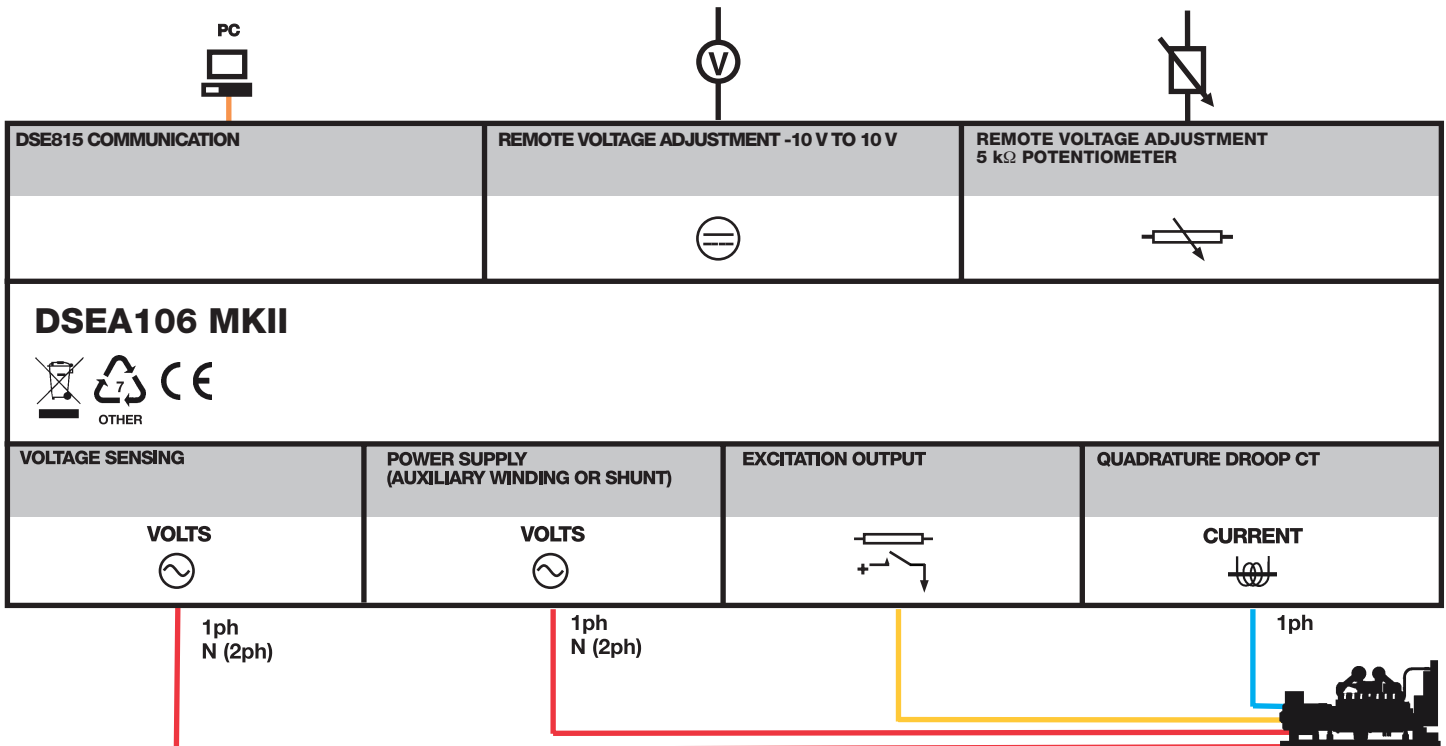 PC
V
DSE815 COMMUNICATION
REMOTE VOLTAGE ADJUSTMENT -10 V TO 10 V
REMOTE VOLTAGE ADJUSTMENT
5 kΩ POTENTIOMETER
DSEA106 MKII
7
OTHER
CE
VOLTAGE SENSING
POWER SUPPLY
(AUXILIARY WINDING OR SHUNT)
EXCITATION OUTPUT
QUADRATURE DROOP CT
VOLTS
VOLTS
+
CURRENT
1ph
N (2ph)
1ph
N (2ph)
1ph